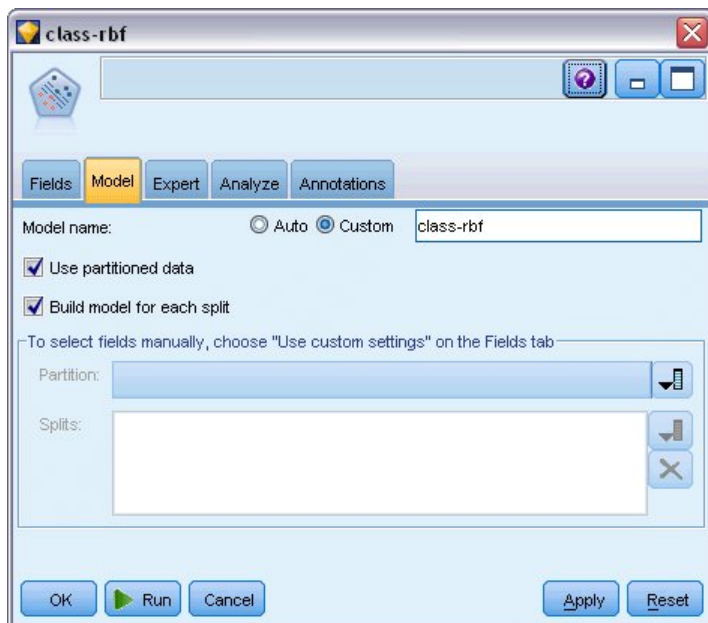 class-rbf
Fields Model Expert Analyze Annotations
Model name: Auto Custom class-rbf
Use partitioned data
Build model for each split
To select fields manually, choose "Use custom settings" on the Fields tab
Partition:
Splits:
OK Run Cancel Apply Reset